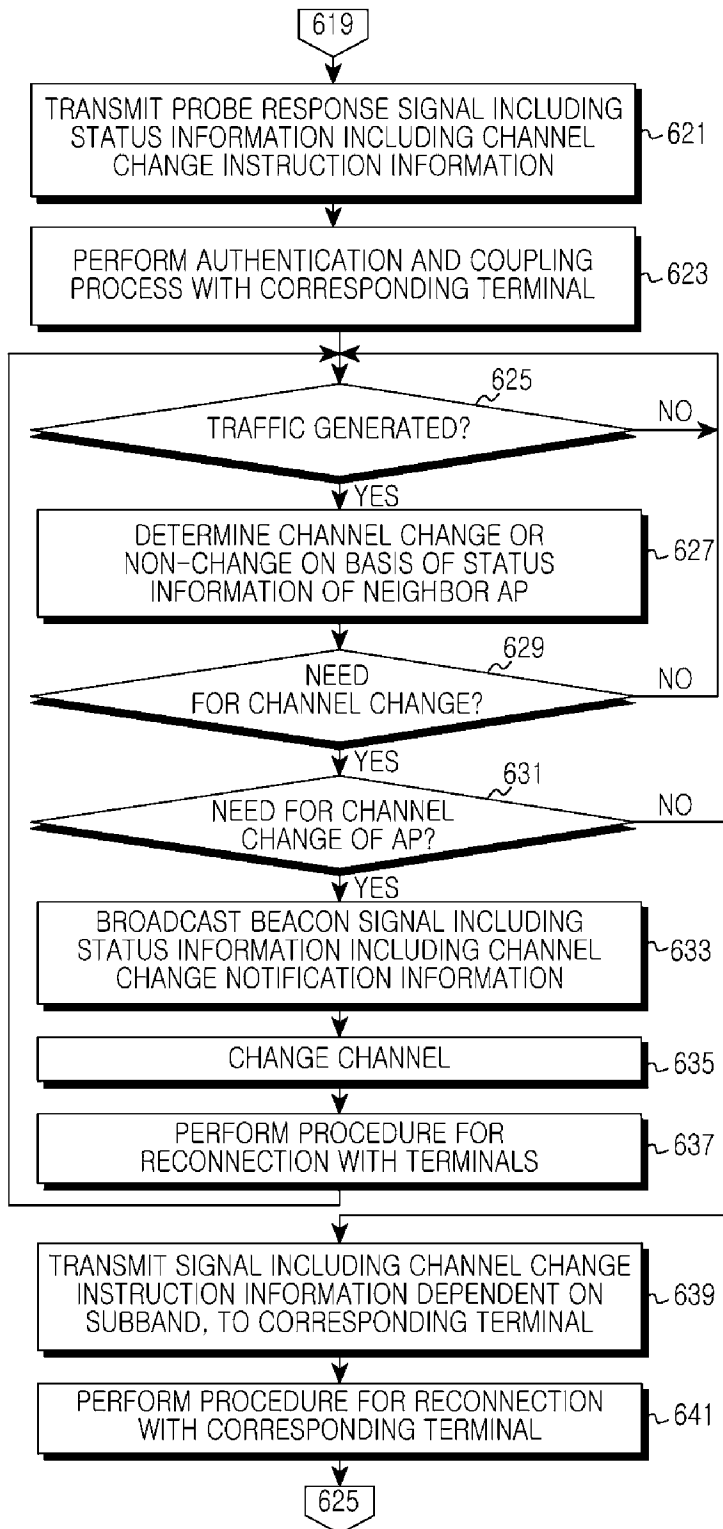 619
TRANSMIT PROBE RESPONSE SIGNAL INCLUDING
STATUS INFORMATION INCLUDING CHANNEL
CHANGE INSTRUCTION INFORMATION
621
PERFORM AUTHENTICATION AND COUPLING
PROCESS WITH CORRESPONDING TERMINAL
623
625
TRAFFIC GENERATED?
NO
YES
DETERMINE CHANNEL CHANGE OR
NON-CHANGE ON BASIS OF STATUS
INFORMATION OF NEIGHBOR AP
627
629
NEED
FOR CHANNEL CHANGE?
NO
YES
631
NEED FOR CHANNEL
CHANGE OF AP?
NO
YES
BROADCAST BEACON SIGNAL INCLUDING
STATUS INFORMATION INCLUDING CHANNEL
CHANGE NOTIFICATION INFORMATION
633
CHANGE CHANNEL
635
PERFORM PROCEDURE FOR
RECONNECTION WITH TERMINALS
637
TRANSMIT SIGNAL INCLUDING CHANNEL CHANGE
INSTRUCTION INFORMATION DEPENDENT ON
SUBBAND, TO CORRESPONDING TERMINAL
639
PERFORM PROCEDURE FOR RECONNECTION
WITH CORRESPONDING TERMINAL
641
625